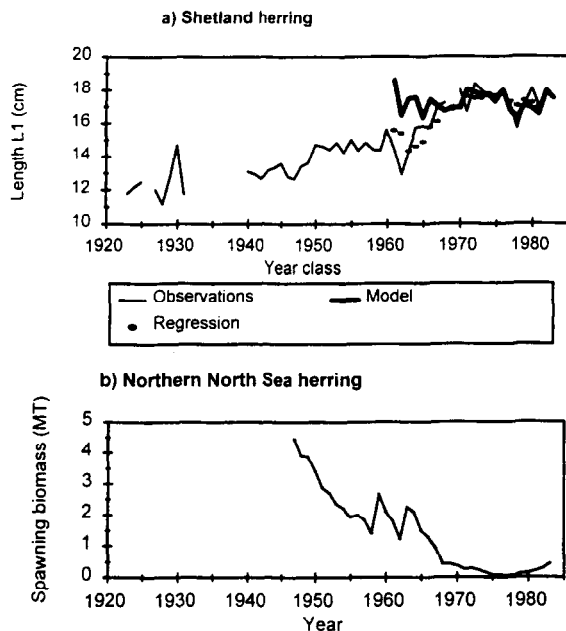 a) Shetland herring
Length L1 (cm)
20
18
16
14
12
10
1920
1930
1940
1950
1960
1970
1980
Year class
Observations
Model
Regression
b) Northern North Sea herring
Spawning biomass (MT)
5
4
3
2
1
0
1920
1930
1940
1950
1960
1970
1980
Year